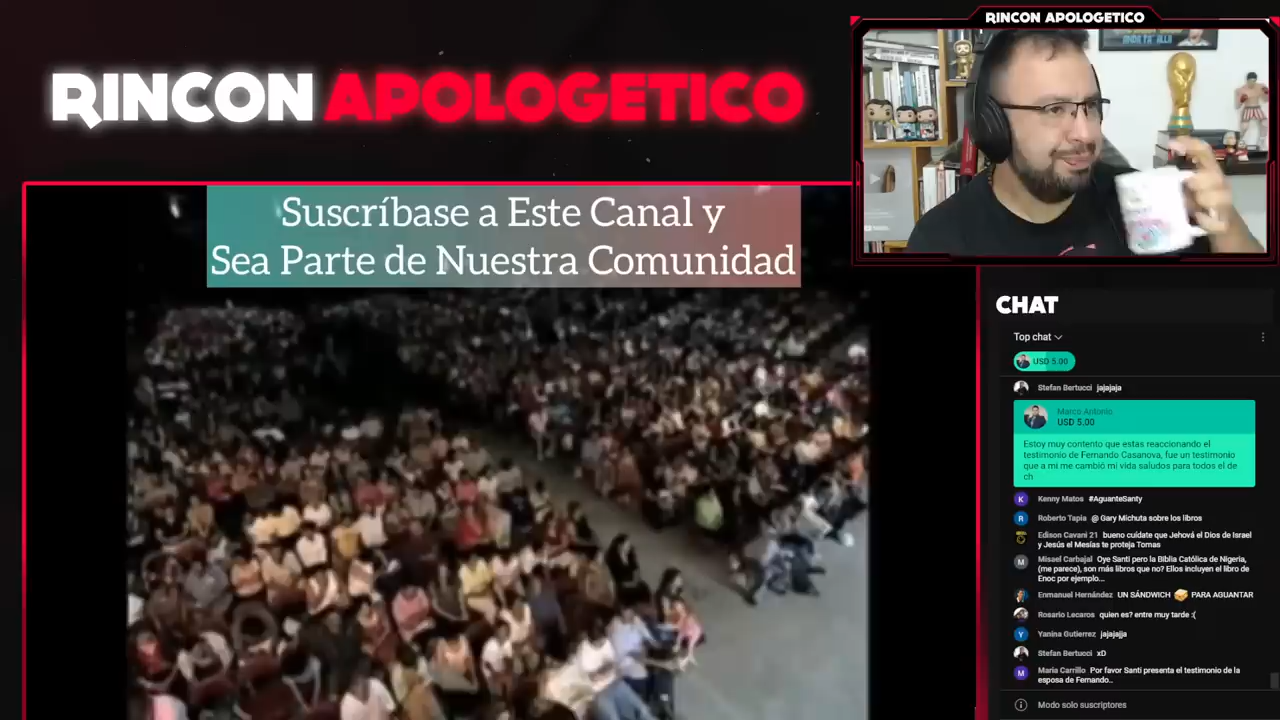 RINCON APOLOGETICO
RINCON APOLOGETICO
Suscríbase a Este Canal y
Sea Parte de Nuestra Comunidad
CHAT
Top chat
USD 5.00
Stefan Bertucci jajajaja
Marco Antonio
USD 5.00
Estoy muy contento que estas reaccionando el
testimonio de Fernando Casanova, fue un testimonio
que a mi me cambió mi vida saludos para todos el de
ch
K Kenny Matos #AguanteSanty
R Roberto Tapia @ Gary Michuta sobre los libros
Edison Cavani 21 bueno cuídate que Jehová el Dios de Israel
y Jesús el Mesías te proteja Tomas
M Misael Carbajal Oye Santi pero la Biblia Católica de Nigeria,
(me parece), son más libros que no? Ellos incluyen el libro de
Enoc por ejemplo...
Enmanuel Hernández UN SÁNDWICH PARA AGUANTAR
Rosario Lecaros quien es? entre muy tarde :(
Y Yanina Gutierrez jajajajja
Stefan Bertucci xD
M Maria Carrillo Por favor Santi presenta el testimonio de la
esposa de Fernando..
Modo solo suscriptores